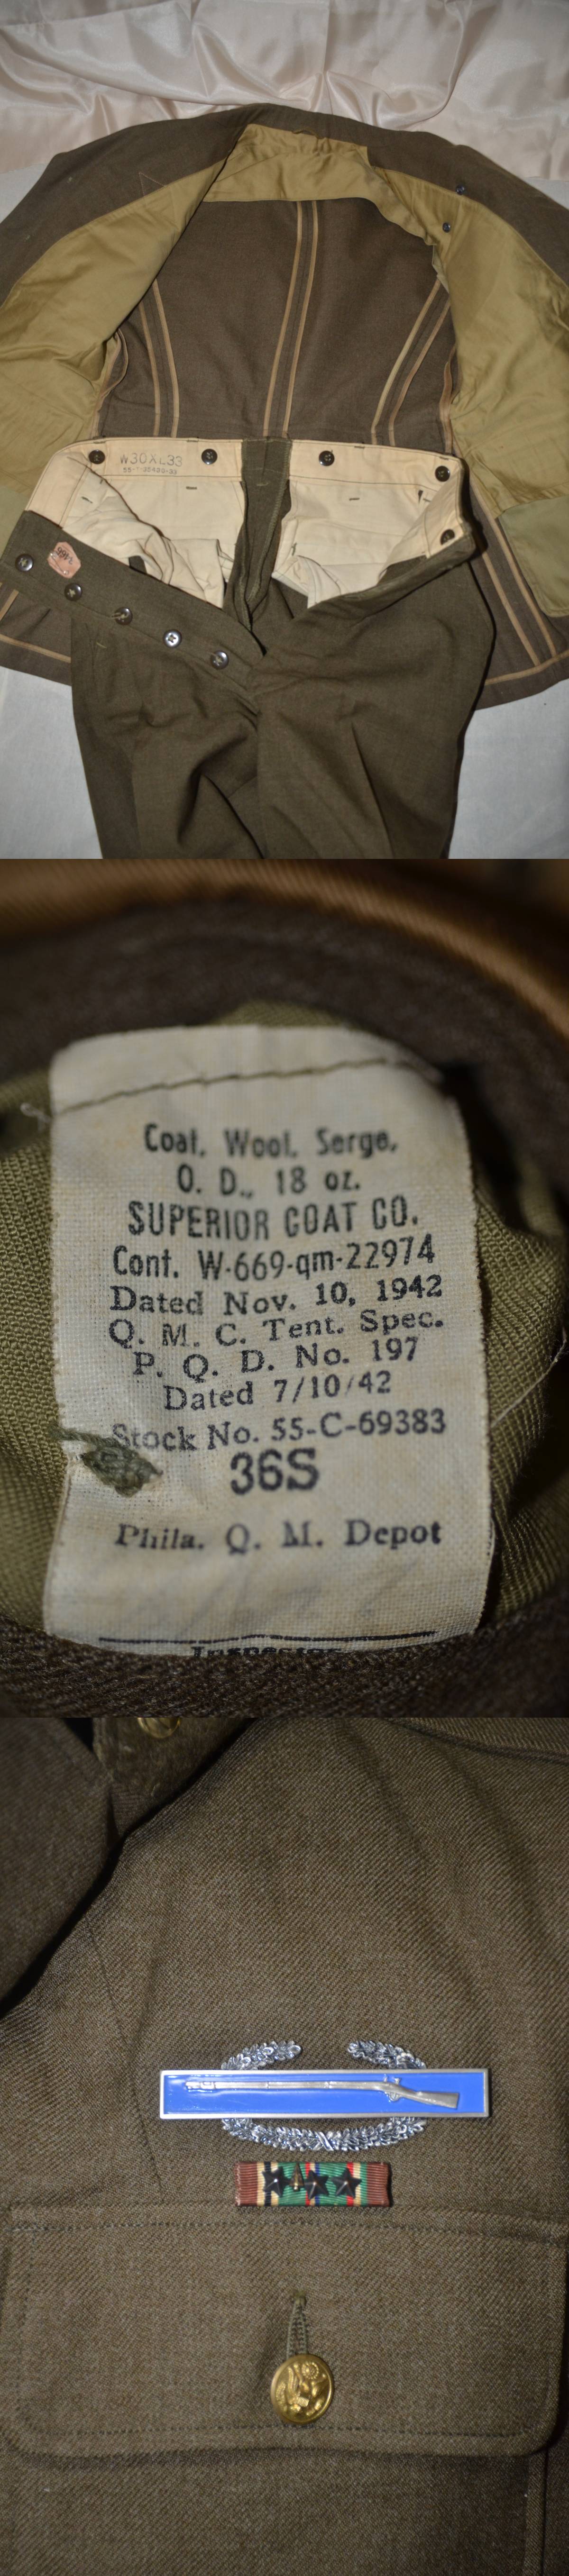 W30XL33
Coat, Wool, Serge,
O. D., 18 oz.
SUPERIOR COAT CO.
Cont. W-669-qm-22974
Dated Nov. 10, 1942
Q. M. C. Tent. Spec.
P. Q. D. No. 197
Dated 7/10/42
Stock No. 55-C-69383
36S
Phila. Q. M. Depot
Inspector